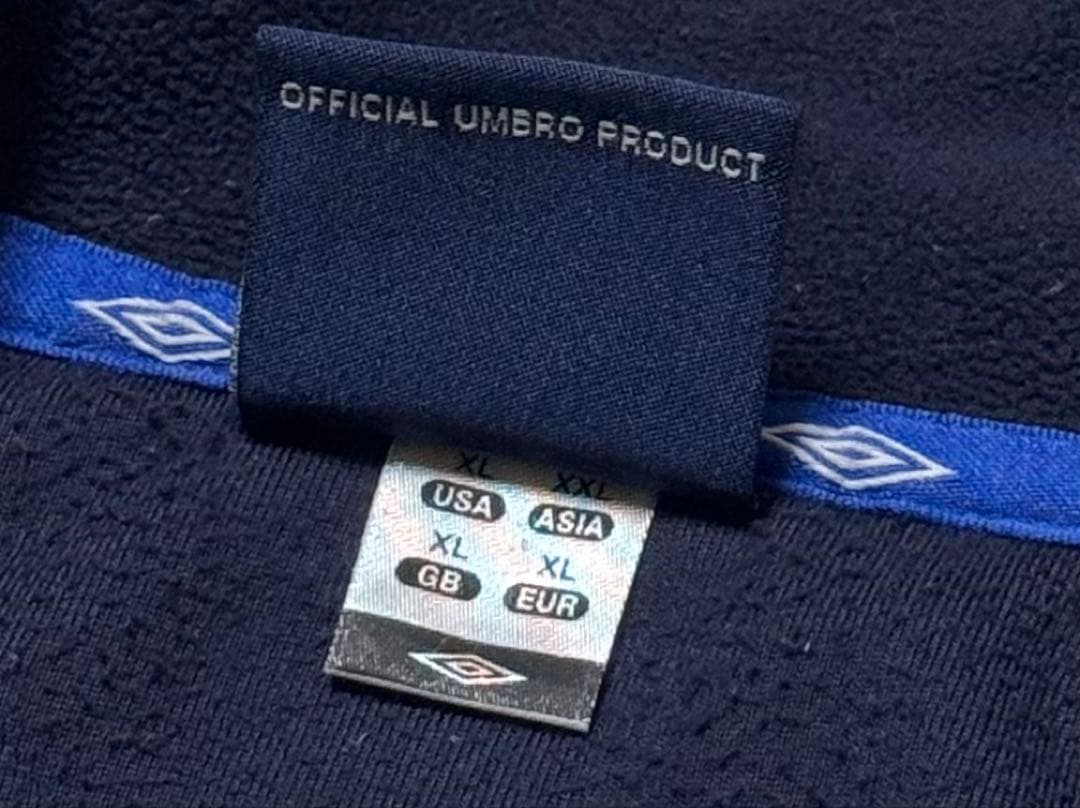 OFFICIAL UMBRO PRODUCT
XL XXL
USA ASIA
XL XL
GB EUR